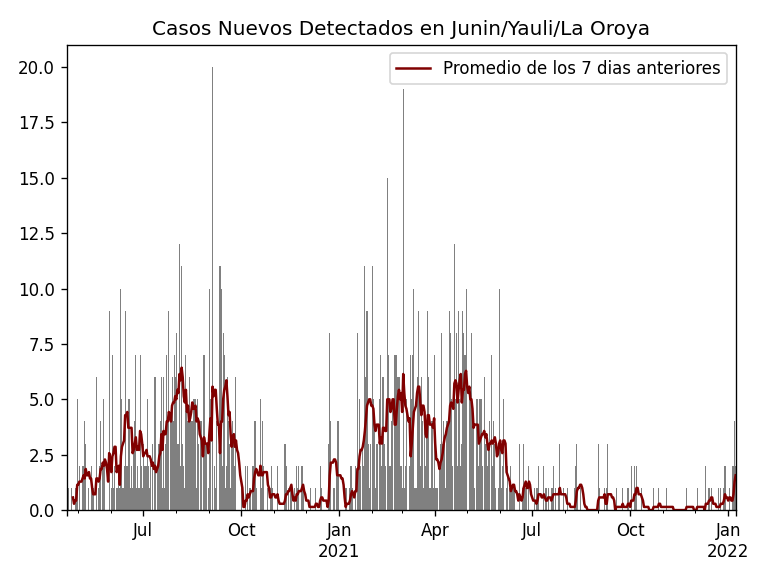 Casos Nuevos Detectados en Junin/Yauli/La Oroya
Promedio de los 7 dias anteriores
20.0
17.5
15.0
12.5
10.0
7.5
5.0
2.5
0.0
Jul
Oct
Jan
2021
Apr
Jul
Oct
Jan
2022